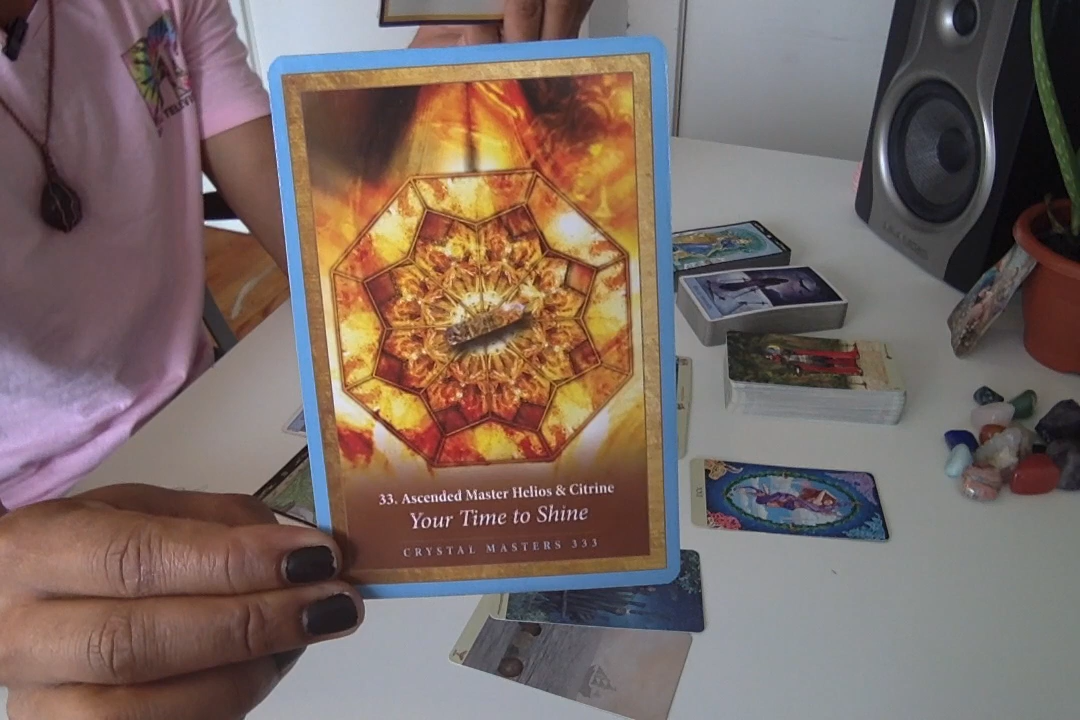 33. Ascended Master Helios & Citrine
Your Time to Shine
CRYSTAL MASTERS 333